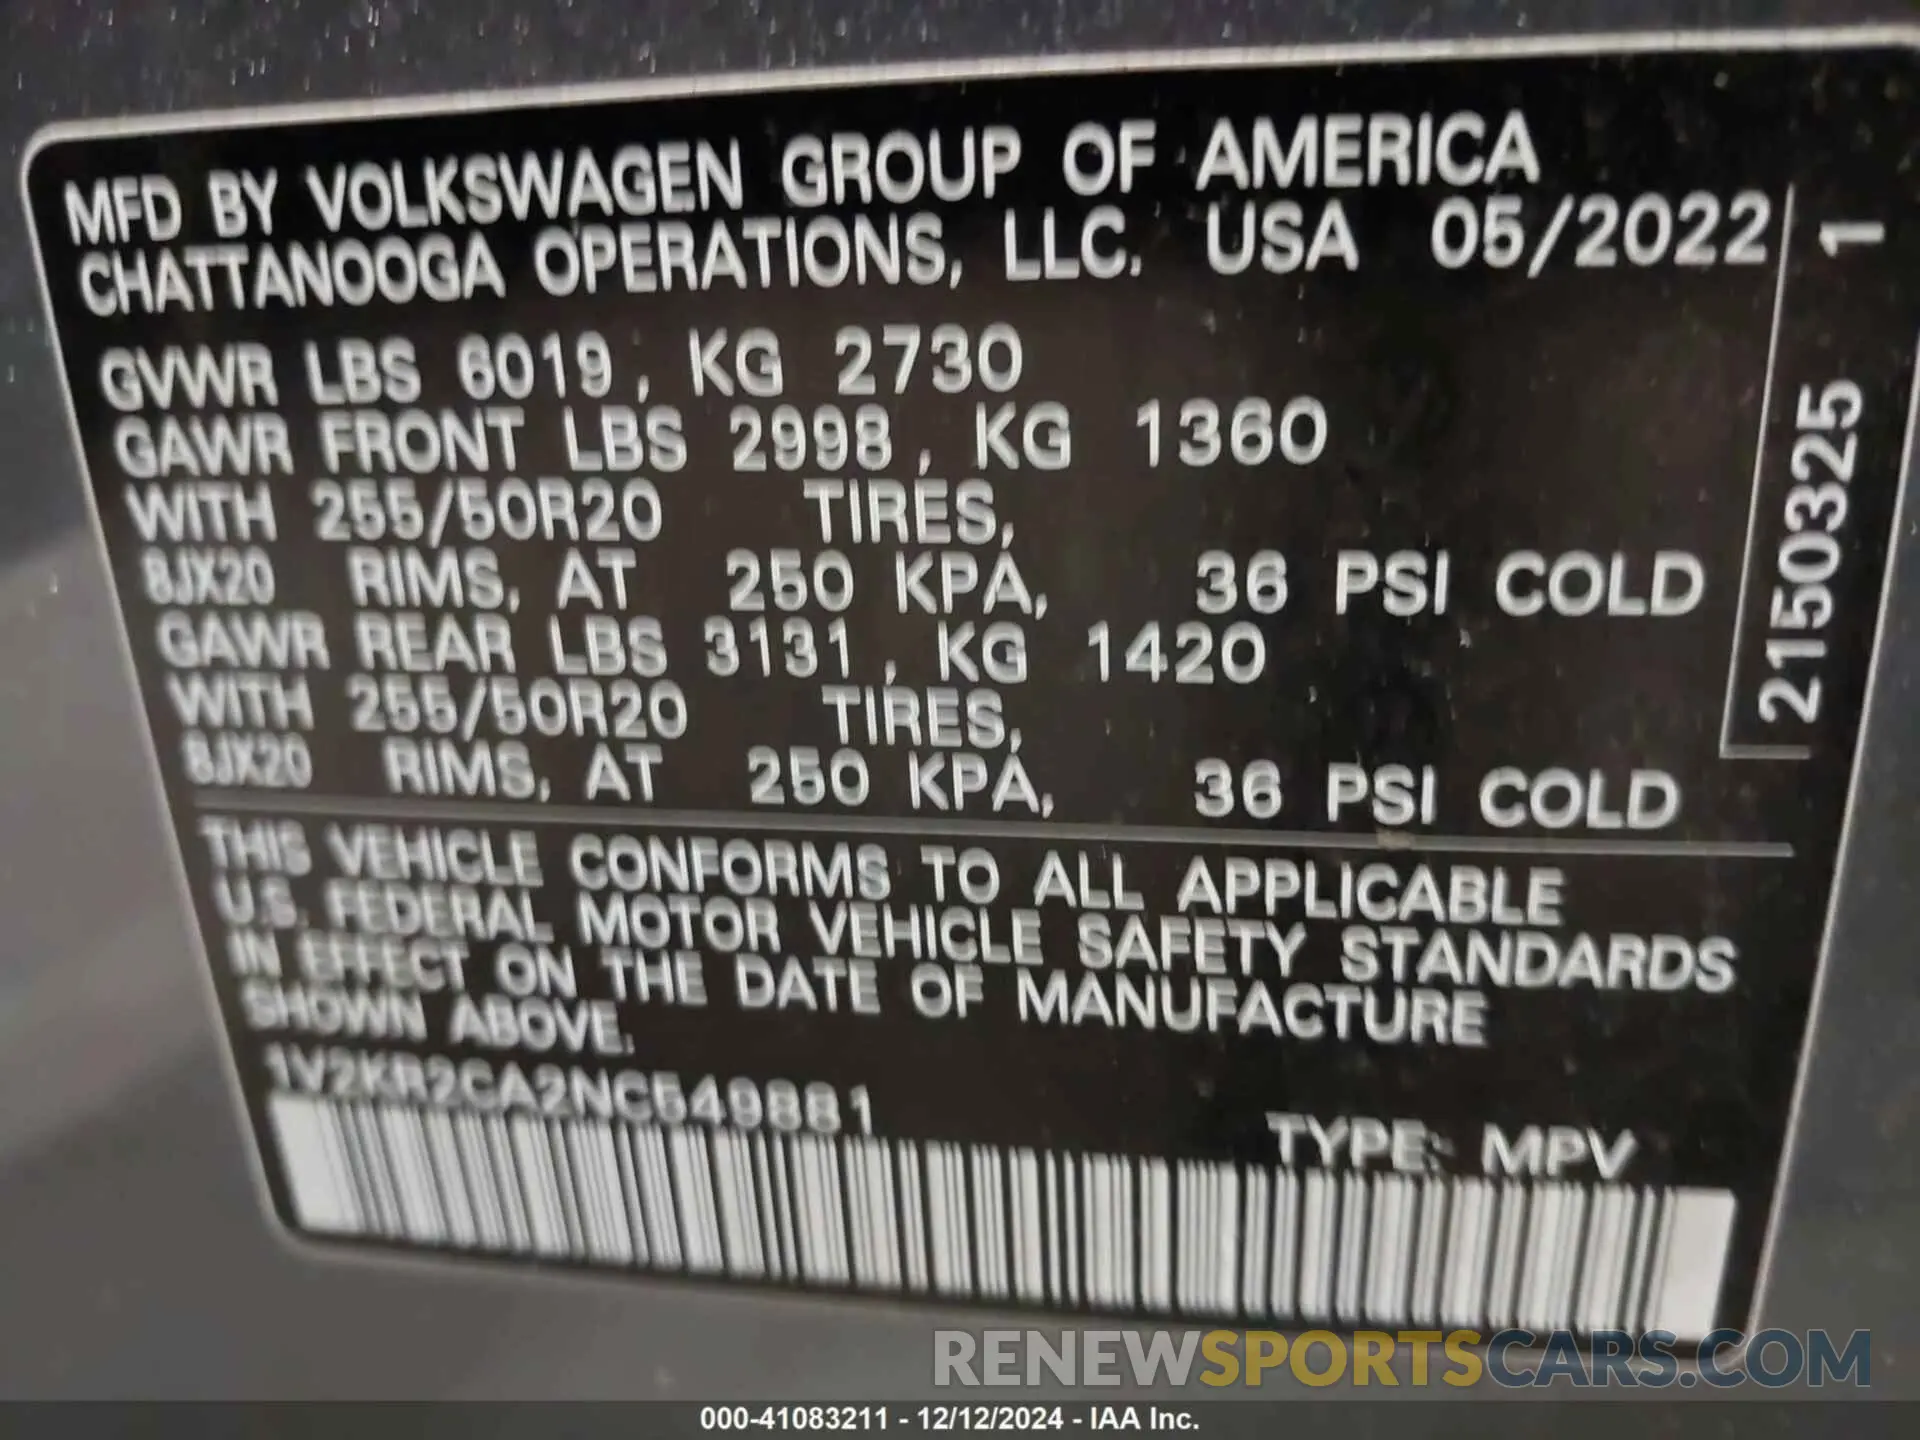 MFD BY VOLKSWAGEN GROUP OF AMERICA
CHATTANOOGA OPERATIONS, LLC. USA 05/2022
GVWR LBS 6019, KG 2730
GAWR FRONT LBS 2998, KG 1360
WITH 255/50R20 TIRES,
8JX20 RIMS, AT 250 KPA, 36 PSI COLD
GAWR REAR LBS 3131, KG 1420
WITH 255/50R20 TIRES,
8JX20 RIMS, AT 250 KPA, 36 PSI COLD
21503325 1
THIS VEHICLE CONFORMS TO ALL APPLICABLE
U.S. FEDERAL MOTOR VEHICLE SAFETY STANDARDS
IN EFFECT ON THE DATE OF MANUFACTURE
SHOWN ABOVE.
1V2KR2CA2NC549881
TYPE: MPV
RENEWSPORTSCARS.COM
000-41083211 - 12/12/2024 - IAA Inc.